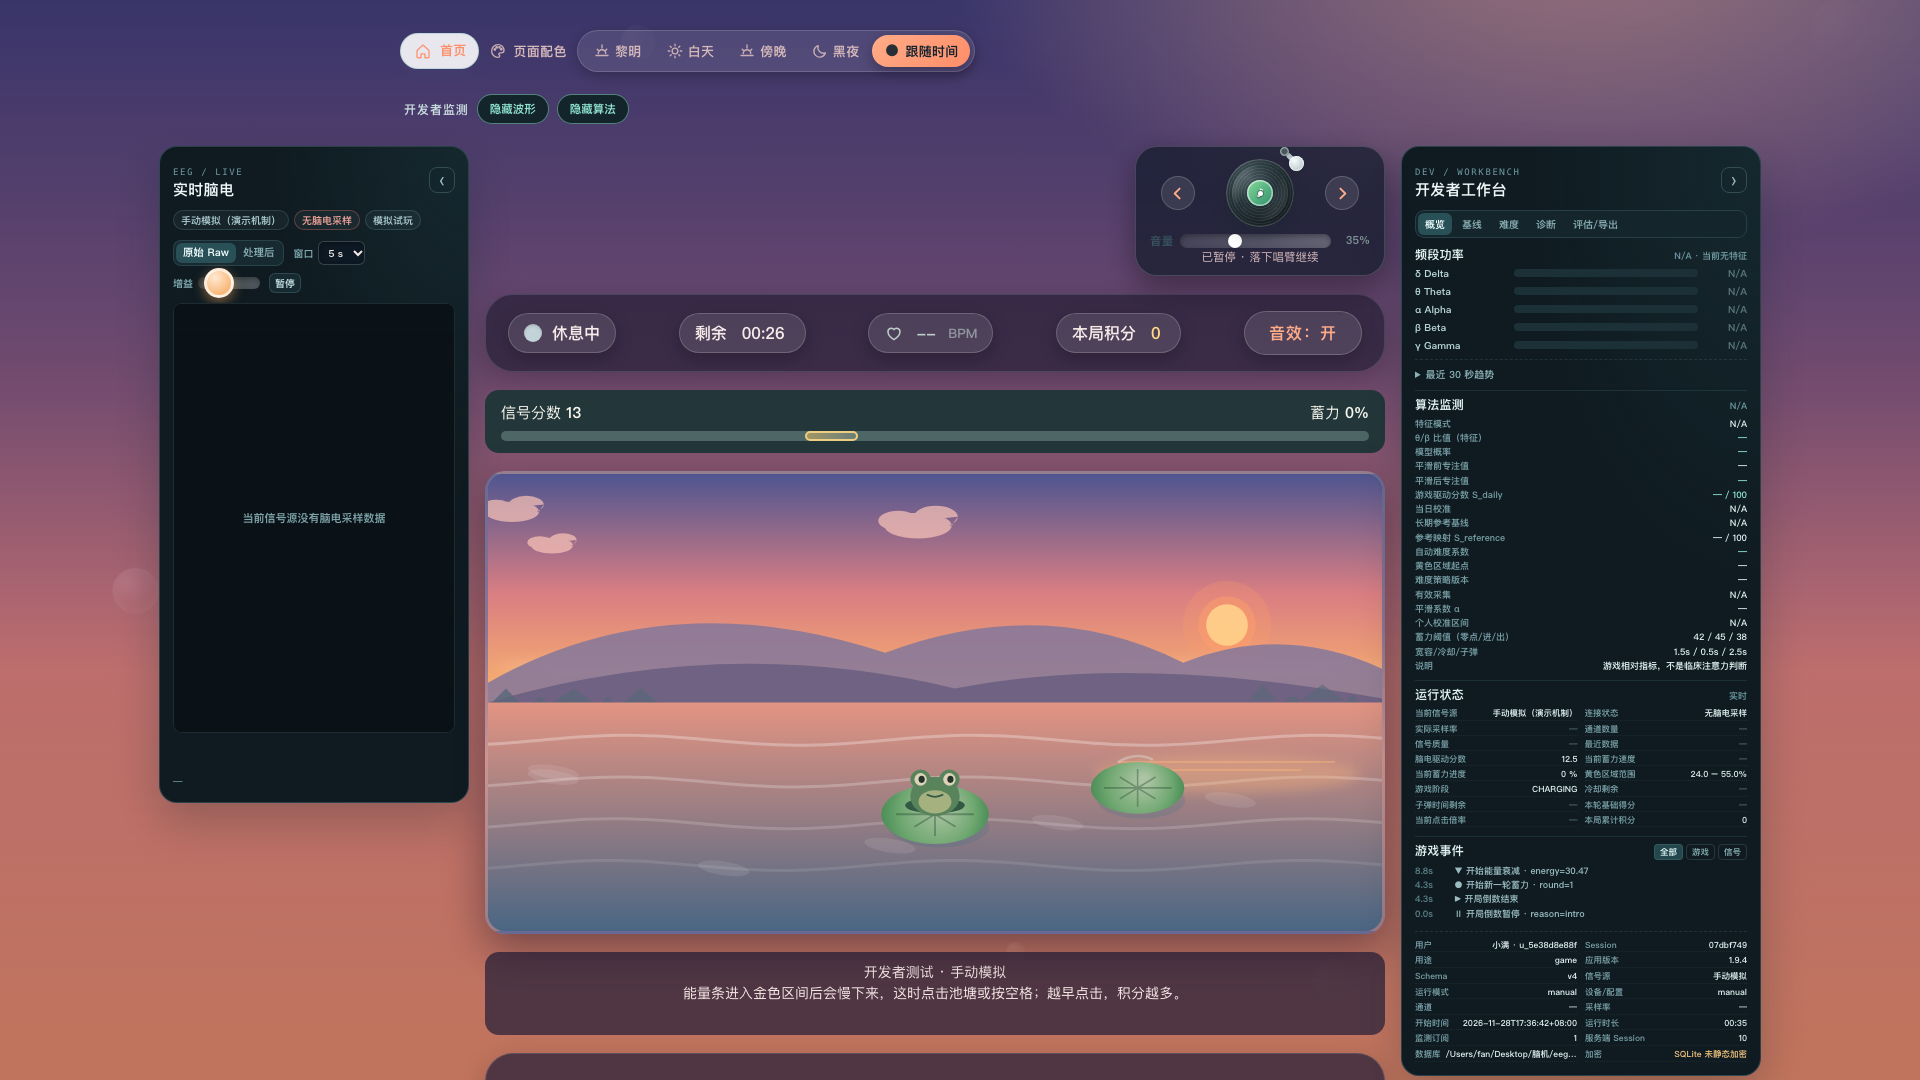 首页 页面配色 黎明 白天 傍晚 黑夜 跟随时间
开发者监测 隐藏波形 隐藏算法
EEG / LIVE
实时脑电
手动模拟（演示机制） 无脑电采样 模拟试玩
原始 Raw 处理后 窗口 5 s
增益 暂停
当前信号源没有脑电采样数据
—
音量 35%
已暂停 · 落下唱臂继续
休息中 剩余 00:26 -- BPM 本局积分 0 音效：开
信号分数 13 蓄力 0%
开发者测试 · 手动模拟
能量条进入金色区间后会慢下来，这时点击池塘或按空格；越早点击，积分越多。
DEV / WORKBENCH
开发者工作台
概览 基线 难度 诊断 评估/导出
频段功率 N/A · 当前无特征
δ Delta N/A
θ Theta N/A
α Alpha N/A
β Beta N/A
γ Gamma N/A
▶ 最近 30 秒趋势
算法监测 N/A
特征模式 N/A
θ/β 比值（特征） —
模型概率 —
平滑前专注值 —
平滑后专注值 —
游戏驱动分数 S_daily — / 100
当日校准 N/A
长期参考基线 N/A
参考映射 S_reference — / 100
自动难度系数 —
黄色区域起点 —
难度策略版本 —
有效采集 N/A
平滑系数 α —
个人校准区间 N/A
蓄力阈值（零点/进/出） 42 / 45 / 38
宽容/冷却/子弹 1.5s / 0.5s / 2.5s
说明 游戏相对指标，不是临床注意力判断
运行状态 实时
当前信号源 手动模拟（演示机制） 连接状态 无脑电采样
实际采样率 — 通道数量 —
信号质量 — 最近数据 —
脑电驱动分数 12.5 当前蓄力速度 —
当前蓄力进度 0 % 黄色区域范围 24.0 — 55.0%
游戏阶段 CHARGING 冷却剩余 —
子弹时间剩余 — 本轮基础得分 —
当前点击倍率 — 本局累计积分 0
游戏事件 全部 游戏 信号
8.8s ▼ 开始能量衰减 · energy=30.47
4.3s ● 开始新一轮蓄力 · round=1
4.3s ▶ 开局倒数结束
0.0s ⏸ 开局倒数暂停 · reason=intro
用户 小满 · u_5e38d8e88f Session 07dbf749
用途 game 应用版本 1.9.4
Schema v4 信号源 手动模拟
运行模式 manual 设备/配置 manual
通道 — 采样率 —
开始时间 2026-11-28T17:36:42+08:00 运行时长 00:35
监测订阅 1 服务端 Session 10
数据库 /Users/fan/Desktop/脑机/eeg... 加密 SQLite 未静态加密